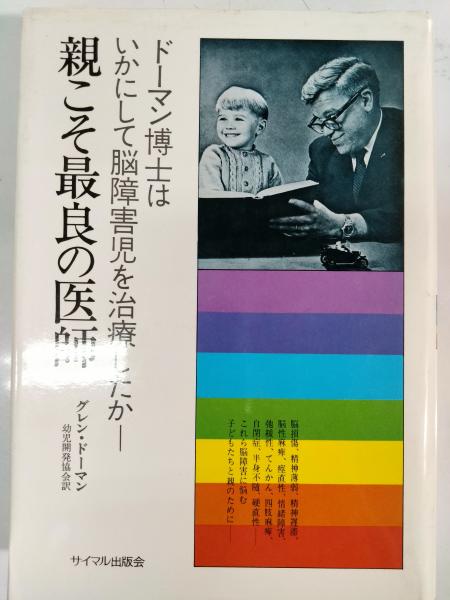 ドーマン博士は
いかにして脳障害児を治療したか―
親こそ最良の医師
グレン・ドーマン
幼児開発協会訳
脳損傷、精神薄弱、精神遅滞、
脳性麻痺、痙直性、情緒障害、
弛緩性、てんかん、四肢麻痺、
自閉症、半身不随、硬直性――
これら脳障害に悩む
子どもたちと親のために――
サイマル出版会